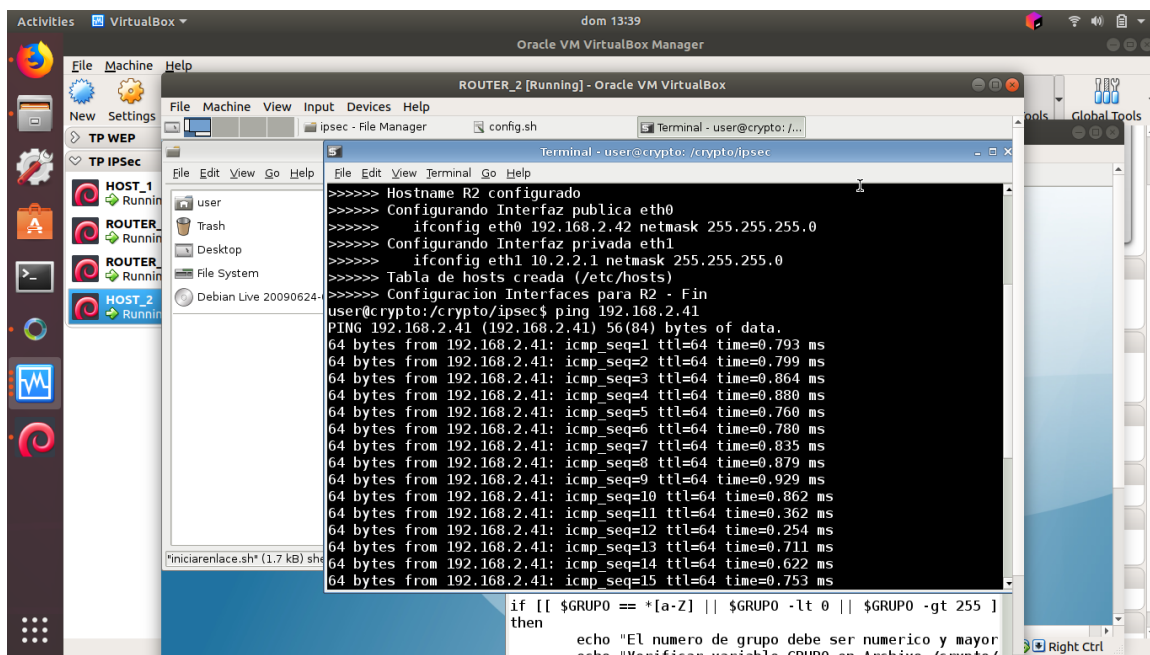 Activities VirtualBox dom 13:39
Oracle VM VirtualBox Manager
File Machine Help
New Settings
Tools Global Tools
TP WEP
TP IPSec
HOST_1
Runnin
ROUTER_
Runnin
ROUTER_
Runnin
HOST_2
Runnin
ROUTER_2 [Running] - Oracle VM VirtualBox
File Machine View Input Devices Help
ipsec - File Manager config.sh Terminal - user@crypto: /...
File Edit View Go Help
user
Trash
Desktop
File System
Debian Live 20090624-
"iniciarenlace.sh" (1.7 kB) she
Terminal - user@crypto: /crypto/ipsec
File Edit View Terminal Go Help
>>>>>> Hostname R2 configurado
>>>>>> Configurando Interfaz publica eth0
>>>>>>    ifconfig eth0 192.168.2.42 netmask 255.255.255.0
>>>>>> Configurando Interfaz privada eth1
>>>>>>    ifconfig eth1 10.2.2.1 netmask 255.255.255.0
>>>>>> Tabla de hosts creada (/etc/hosts)
>>>>>> Configuracion Interfaces para R2 - Fin
user@crypto:/crypto/ipsec$ ping 192.168.2.41
PING 192.168.2.41 (192.168.2.41) 56(84) bytes of data.
64 bytes from 192.168.2.41: icmp_seq=1 ttl=64 time=0.793 ms
64 bytes from 192.168.2.41: icmp_seq=2 ttl=64 time=0.799 ms
64 bytes from 192.168.2.41: icmp_seq=3 ttl=64 time=0.864 ms
64 bytes from 192.168.2.41: icmp_seq=4 ttl=64 time=0.880 ms
64 bytes from 192.168.2.41: icmp_seq=5 ttl=64 time=0.760 ms
64 bytes from 192.168.2.41: icmp_seq=6 ttl=64 time=0.780 ms
64 bytes from 192.168.2.41: icmp_seq=7 ttl=64 time=0.835 ms
64 bytes from 192.168.2.41: icmp_seq=8 ttl=64 time=0.879 ms
64 bytes from 192.168.2.41: icmp_seq=9 ttl=64 time=0.929 ms
64 bytes from 192.168.2.41: icmp_seq=10 ttl=64 time=0.862 ms
64 bytes from 192.168.2.41: icmp_seq=11 ttl=64 time=0.362 ms
64 bytes from 192.168.2.41: icmp_seq=12 ttl=64 time=0.254 ms
64 bytes from 192.168.2.41: icmp_seq=13 ttl=64 time=0.711 ms
64 bytes from 192.168.2.41: icmp_seq=14 ttl=64 time=0.622 ms
64 bytes from 192.168.2.41: icmp_seq=15 ttl=64 time=0.753 ms
if [[ $GRUPO == *[a-Z] || $GRUPO -lt 0 || $GRUPO -gt 255 ]
then
echo "El numero de grupo debe ser numerico y mayor
echo "Verificar variable GRUPO en Archivo /crypto/
Right Ctrl